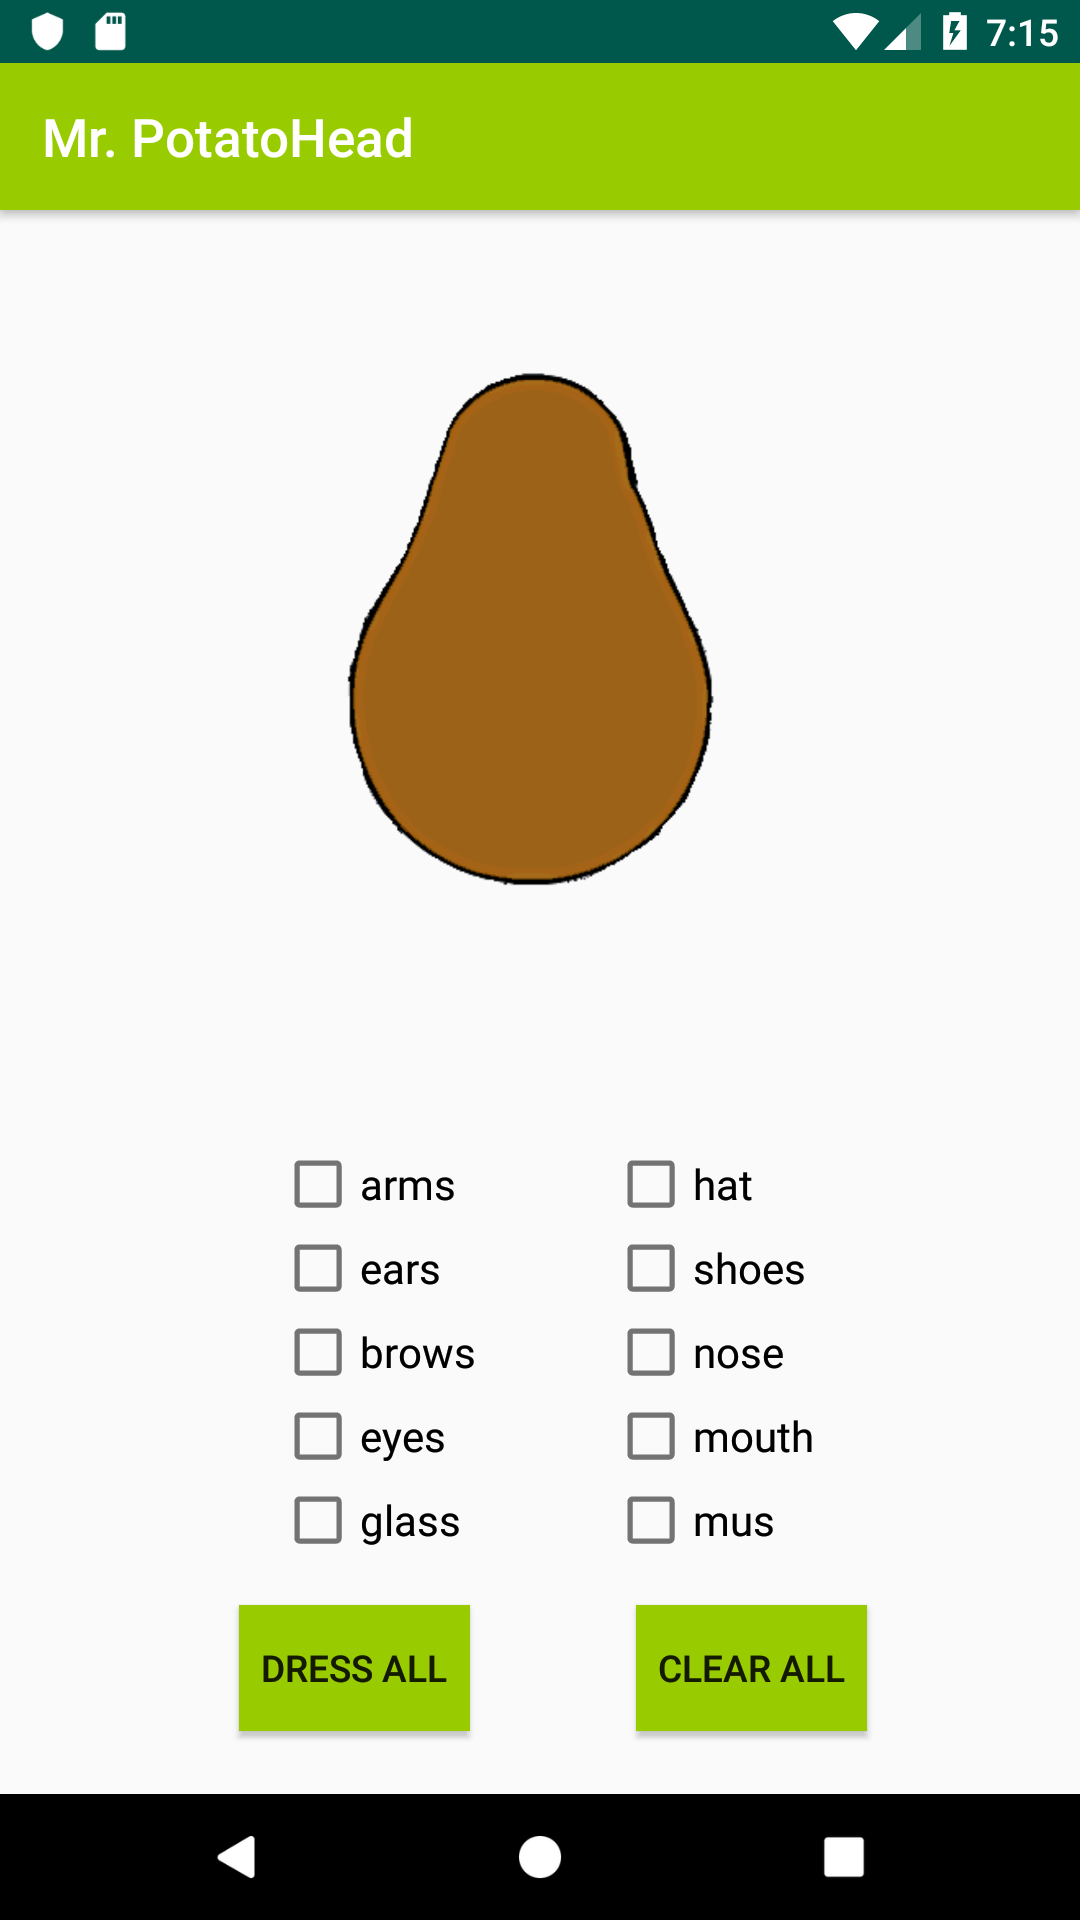 7:15
Mr. PotatoHead
arms hat
ears shoes
brows nose
eyes mouth
glass mus
DRESS ALL CLEAR ALL